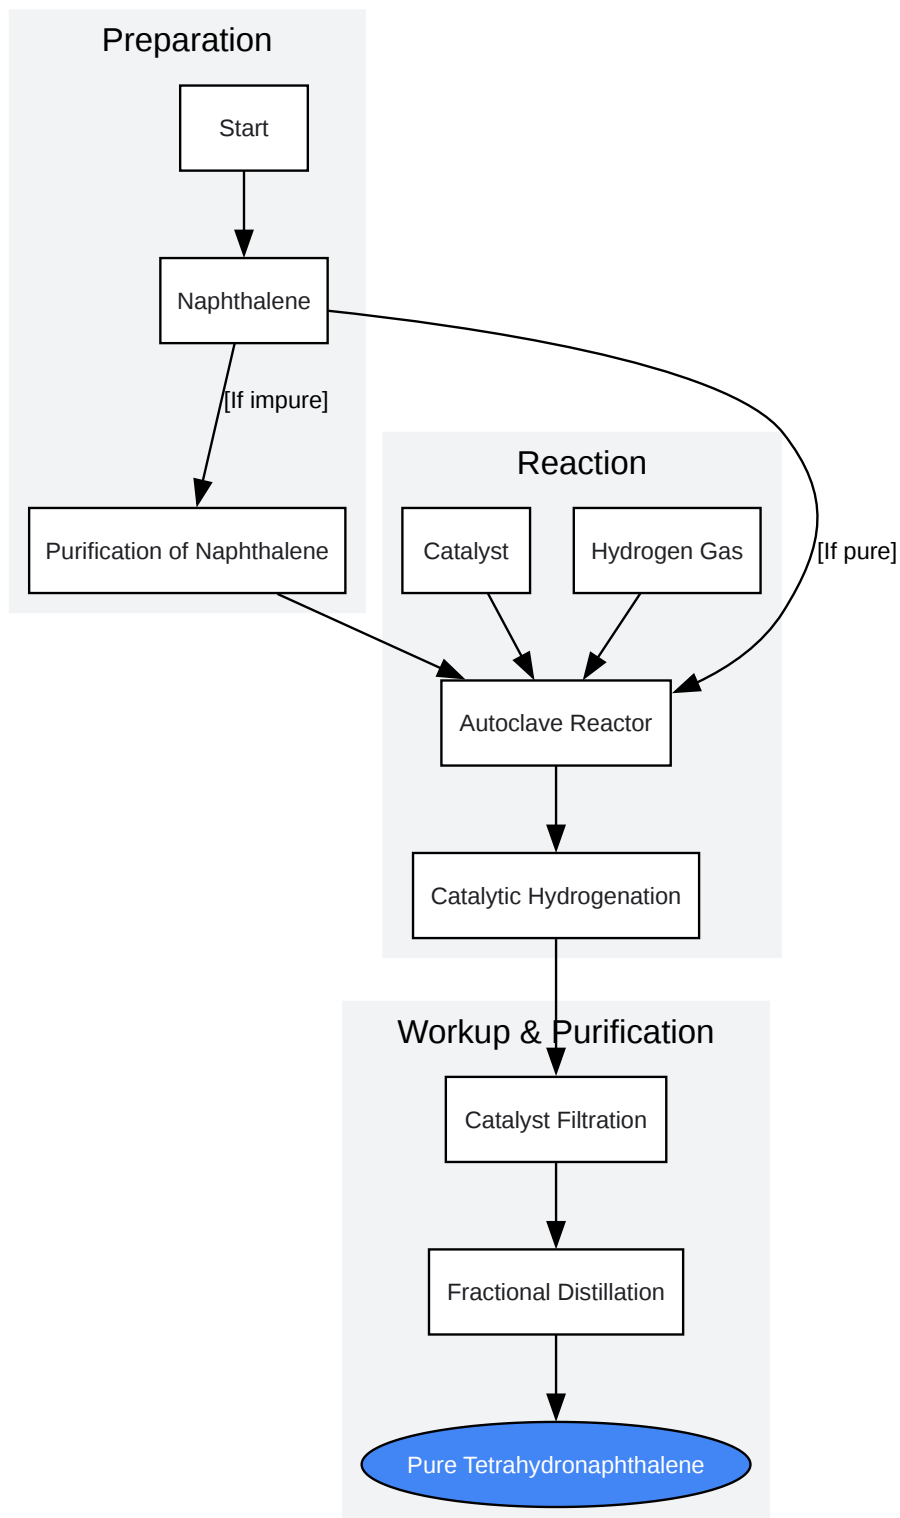 Preparation
Start
Naphthalene
[If impure]
Purification of Naphthalene
Reaction
Catalyst
Hydrogen Gas
[If pure]
Autoclave Reactor
Catalytic Hydrogenation
Workup & Purification
Catalyst Filtration
Fractional Distillation
Pure Tetrahydronaphthalene